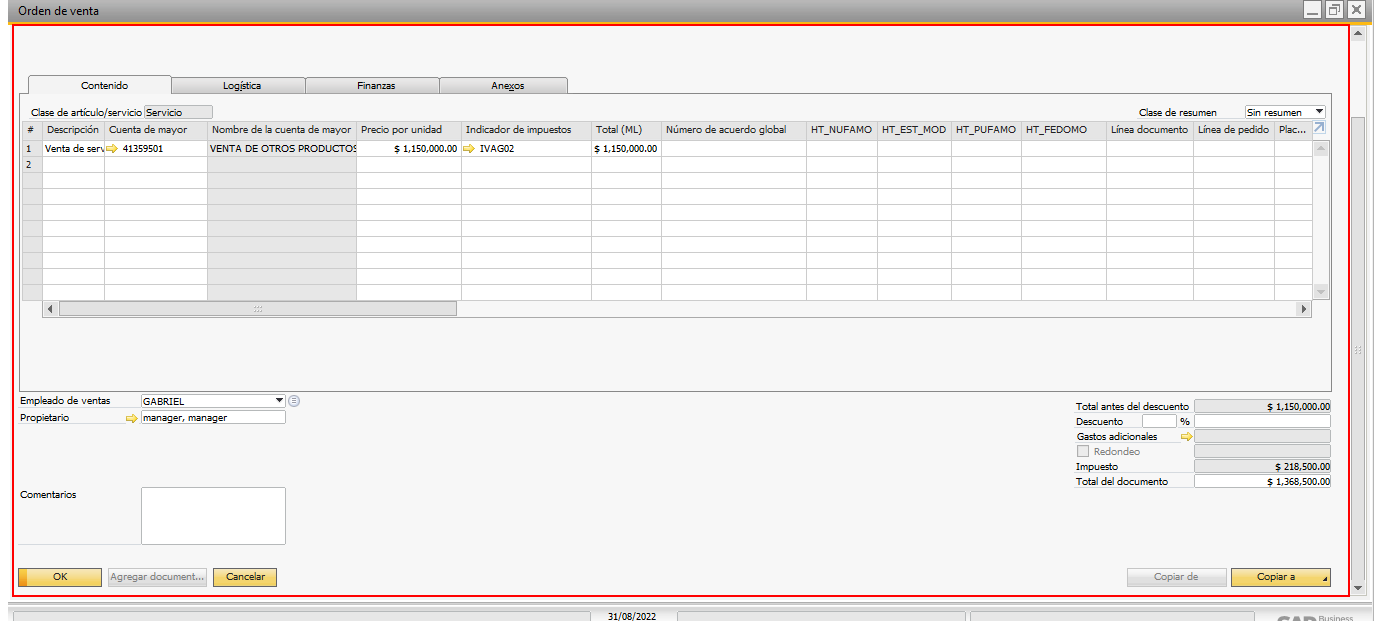 Orden de venta
Contenido Logística Finanzas Anexos
Clase de artículo/servicio Servicio Clase de resumen Sin resumen
# Descripción Cuenta de mayor Nombre de la cuenta de mayor Precio por unidad Indicador de impuestos Total (ML) Número de acuerdo global HT_NUFAMO HT_EST_MOD HT_PUFAMO HT_FEDOMO Línea documento Línea de pedido Plac...
1 Venta de serv 41359501 VENTA DE OTROS PRODUCTOS $ 1,150,000.00 IVAG02 $ 1,150,000.00
2
Empleado de ventas GABRIEL
Propietario manager, manager
Total antes del descuento $ 1,150,000.00
Descuento %
Gastos adicionales
Redondeo
Impuesto $ 218,500.00
Total del documento $ 1,368,500.00
Comentarios
OK Agregar document... Cancelar Copiar de Copiar a
31/08/2022
SAP Business